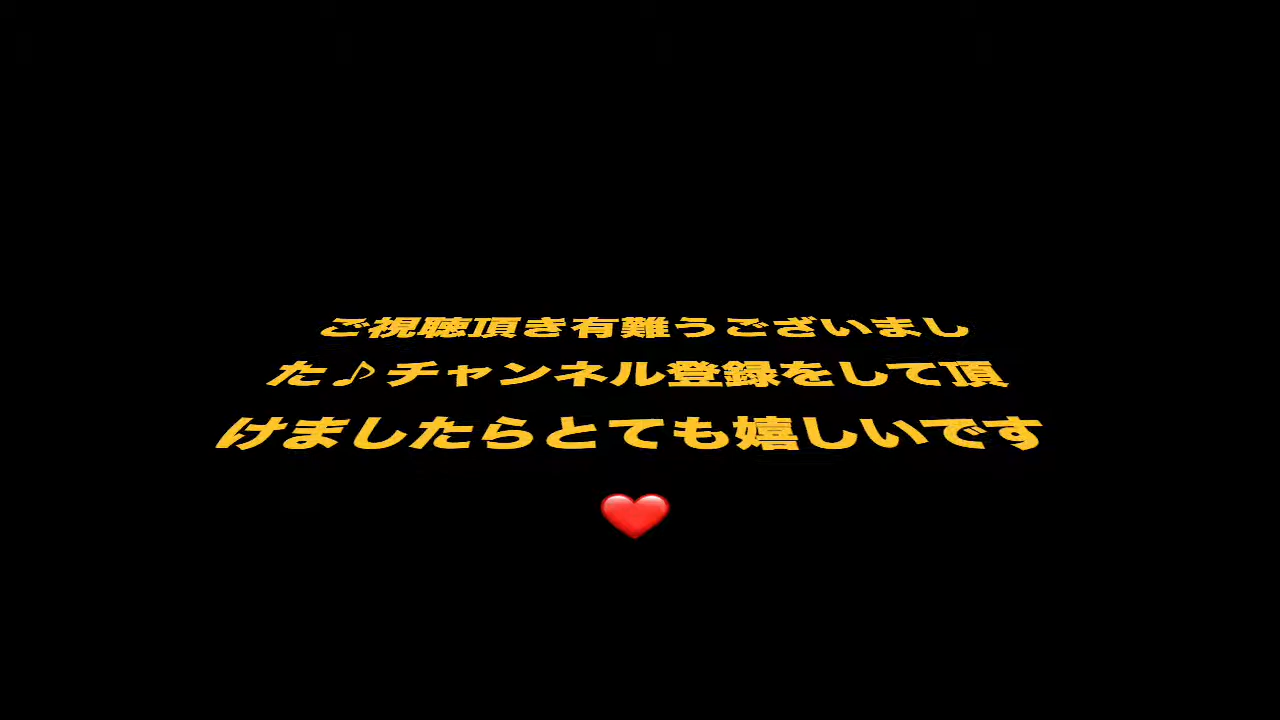 ご視聴頂き有難うございまし
た♪チャンネル登録をして頂
けましたらとても嬉しいです
❤️